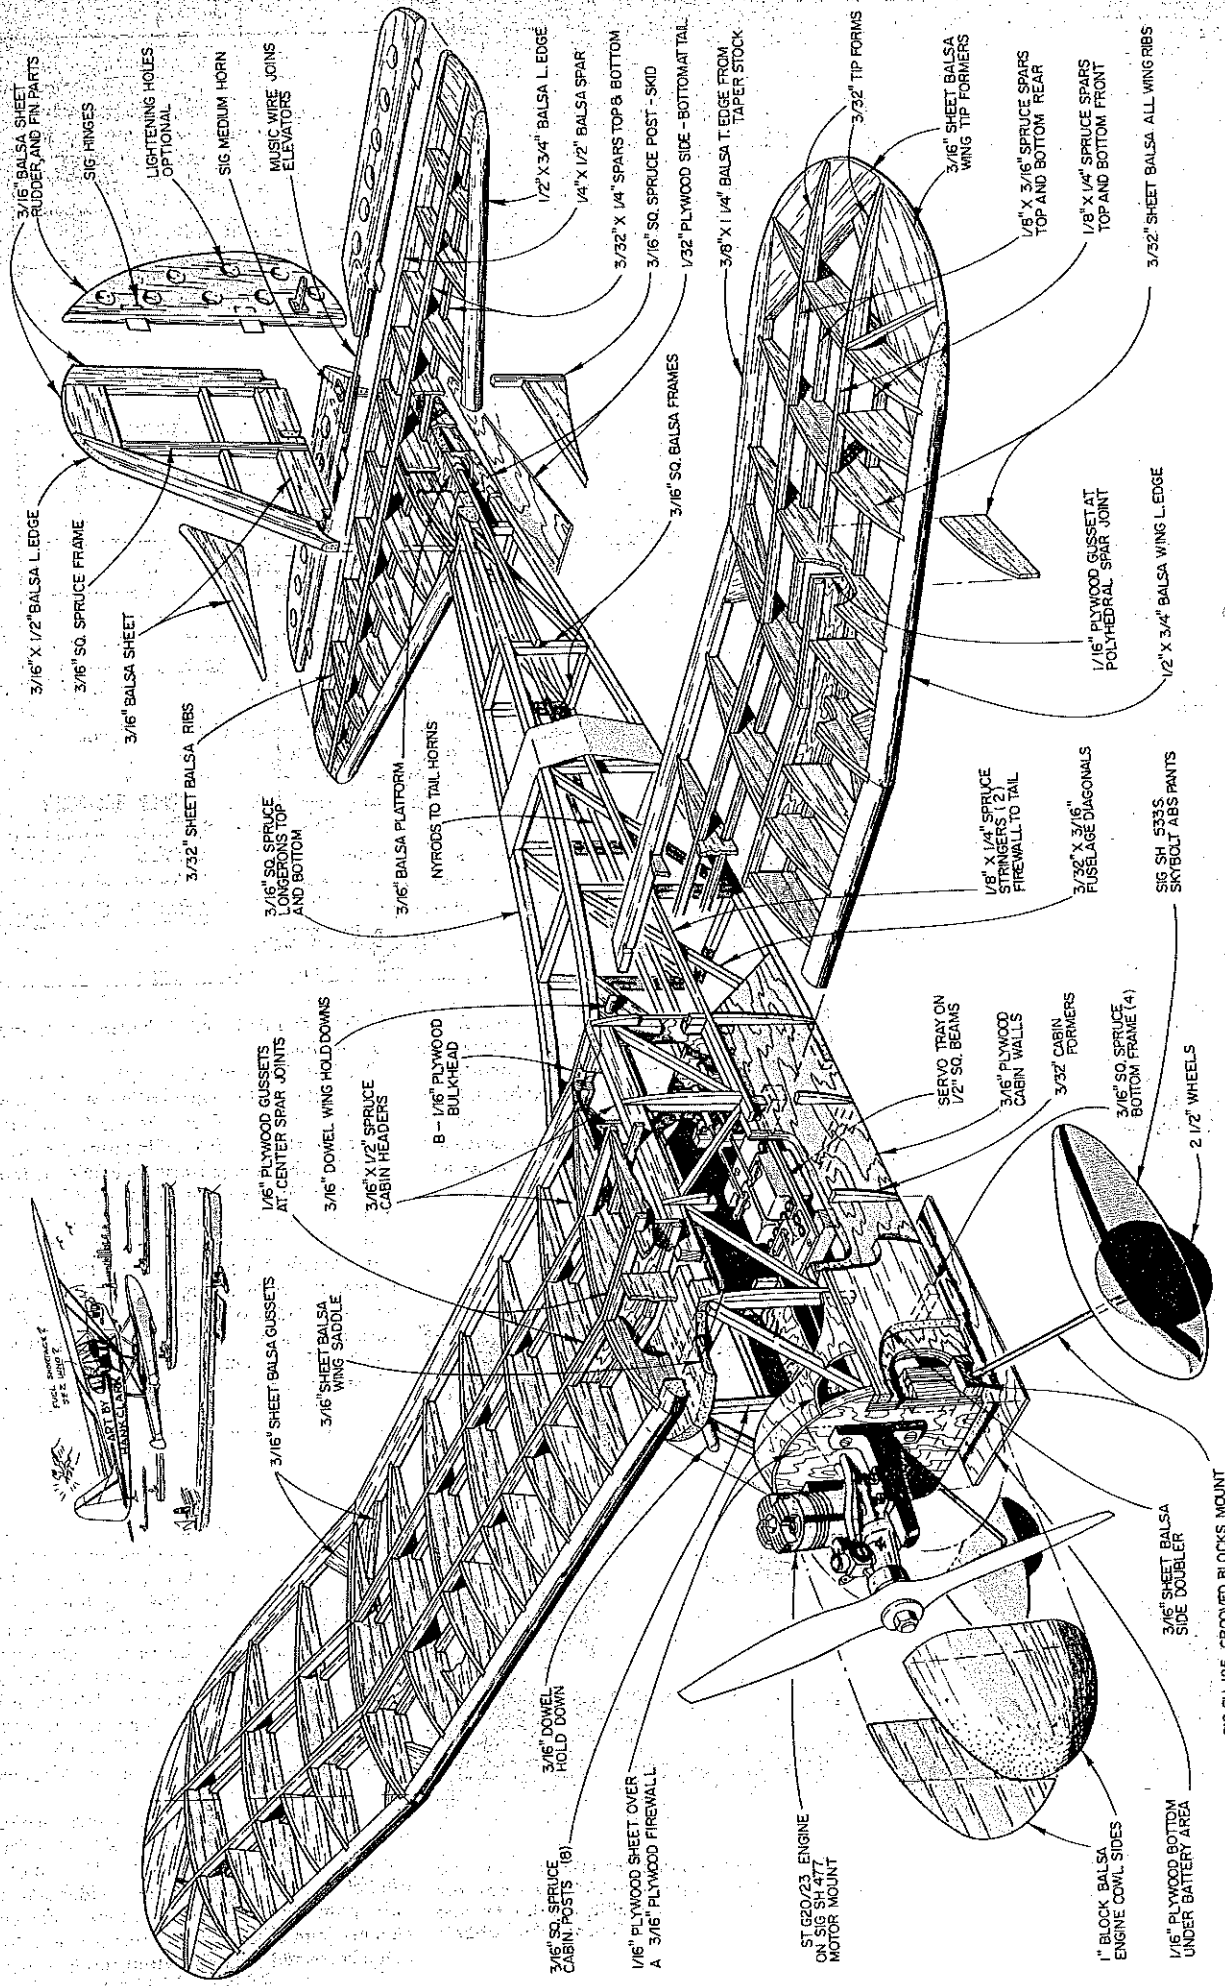 3/16" BALSA SHEET
RUDDER, AND FIN PARTS
SIG HINGES
LIGHTENING HOLES
OPTIONAL
SIG MEDIUM HORN
MUSIC WIRE JOINS
ELEVATORS
3/16" X 1/2" BALSA L. EDGE
3/16" SQ. SPRUCE FRAME
3/16" BALSA SHEET
3/32" SHEET BALSA RIBS
3/16" SQ. SPRUCE
LONGERONS TOP
AND BOTTOM
3/16" BALSA PLATFORM
NYRODS TO TAIL HORNS
1/2" X 3/4" BALSA L. EDGE
1/4" X 1/2" BALSA SPAR
3/32" X 1/4" SPARS TOP & BOTTOM
3/16" SQ. SPRUCE POST - SKID
1/32" PLYWOOD SIDE - BOTTOM AT TAIL
3/16" SQ. BALSA FRAMES
3/8" X 1 1/4" BALSA T. EDGE FROM
TAPER STOCK
3/32" TIP FORMS
3/16" SHEET BALSA
WING TIP FORMERS
1/8" X 3/16" SPRUCE SPARS
TOP AND BOTTOM REAR
1/8" X 1/4" SPRUCE SPARS
TOP AND BOTTOM FRONT
3/32" SHEET BALSA ALL WING RIBS
1/16" PLYWOOD GUSSET AT
POLYHEDRAL SPAR JOINT
1/2" X 3/4" BALSA WING L. EDGE
ART BY
HANK CLARK
1/16" PLYWOOD GUSSETS
AT CENTER SPAR JOINTS
3/16" DOWEL WING HOLD DOWNS
3/16" X 1/2" SPRUCE
CABIN HEADERS
B - 1/16" PLYWOOD
BULKHEAD
3/16" SHEET BALSA GUSSETS
3/16" SHEET BALSA
WING SADDLE
1/8" X 1/4" SPRUCE
STRINGERS (2)
FIREWALL TO TAIL
3/32" X 3/16"
FUSELAGE DIAGONALS
SIG SH 533S
SKYBOLT ABS PANTS
SERVO TRAY ON
1/2" SQ. BEAMS
3/16" PLYWOOD
CABIN WALLS
3/32" CABIN
FORMERS
3/16" SQ. SPRUCE
BOTTOM FRAME (4)
2 1/2" WHEELS
3/16" DOWEL
HOLD DOWN
3/16" SQ. SPRUCE
CABIN POSTS (8)
1/16" PLYWOOD SHEET OVER
A 3/16" PLYWOOD FIREWALL
ST G20/23 ENGINE
ON SIG SH 477
MOTOR MOUNT
1" BLOCK BALSA
ENGINE COWL SIDES
1/16" PLYWOOD BOTTOM
UNDER BATTERY AREA
3/16" SHEET BALSA
SIDE DOUBLER
GROOVED BLOCKS MOUNT